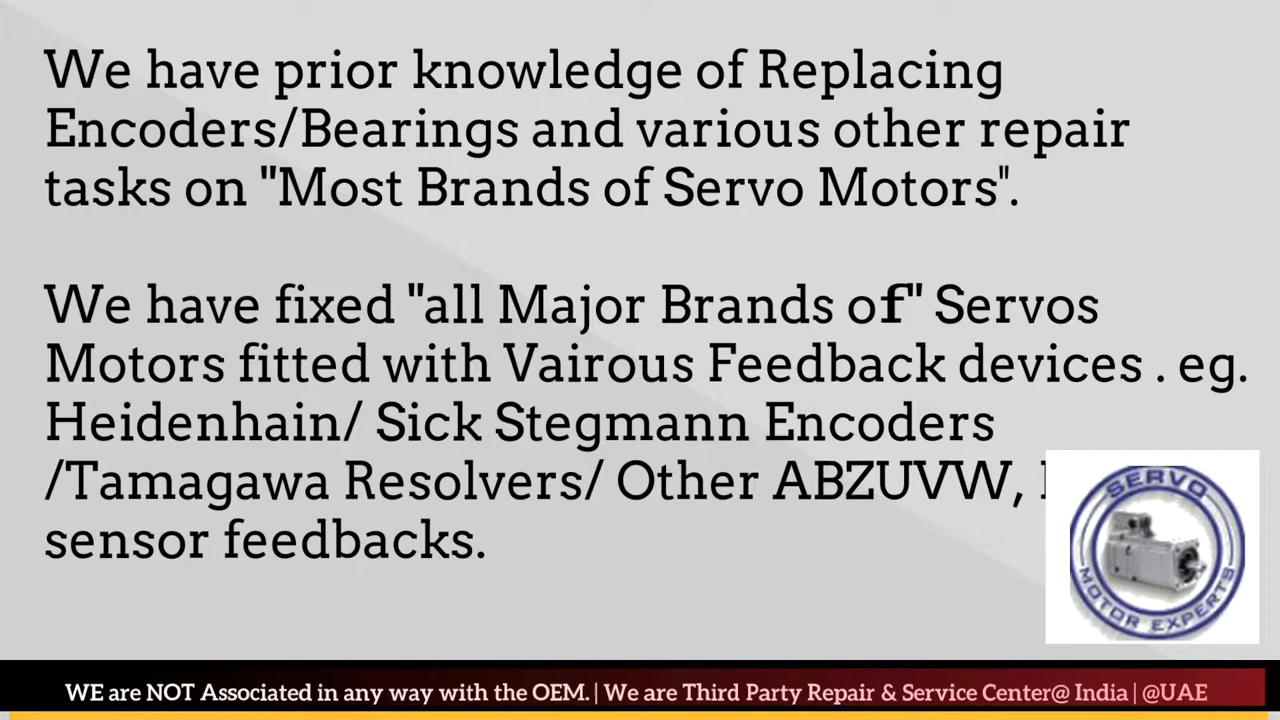 We have prior knowledge of Replacing
Encoders/Bearings and various other repair
tasks on "Most Brands of Servo Motors".
We have fixed "all Major Brands of" Servos
Motors fitted with Vairous Feedback devices . eg.
Heidenhain/ Sick Stegmann Encoders
/Tamagawa Resolvers/ Other ABZUVW,
sensor feedbacks.
SERVO
MOTOR EXPERTS
WE are NOT Associated in any way with the OEM. | We are Third Party Repair & Service Center@ India | @UAE